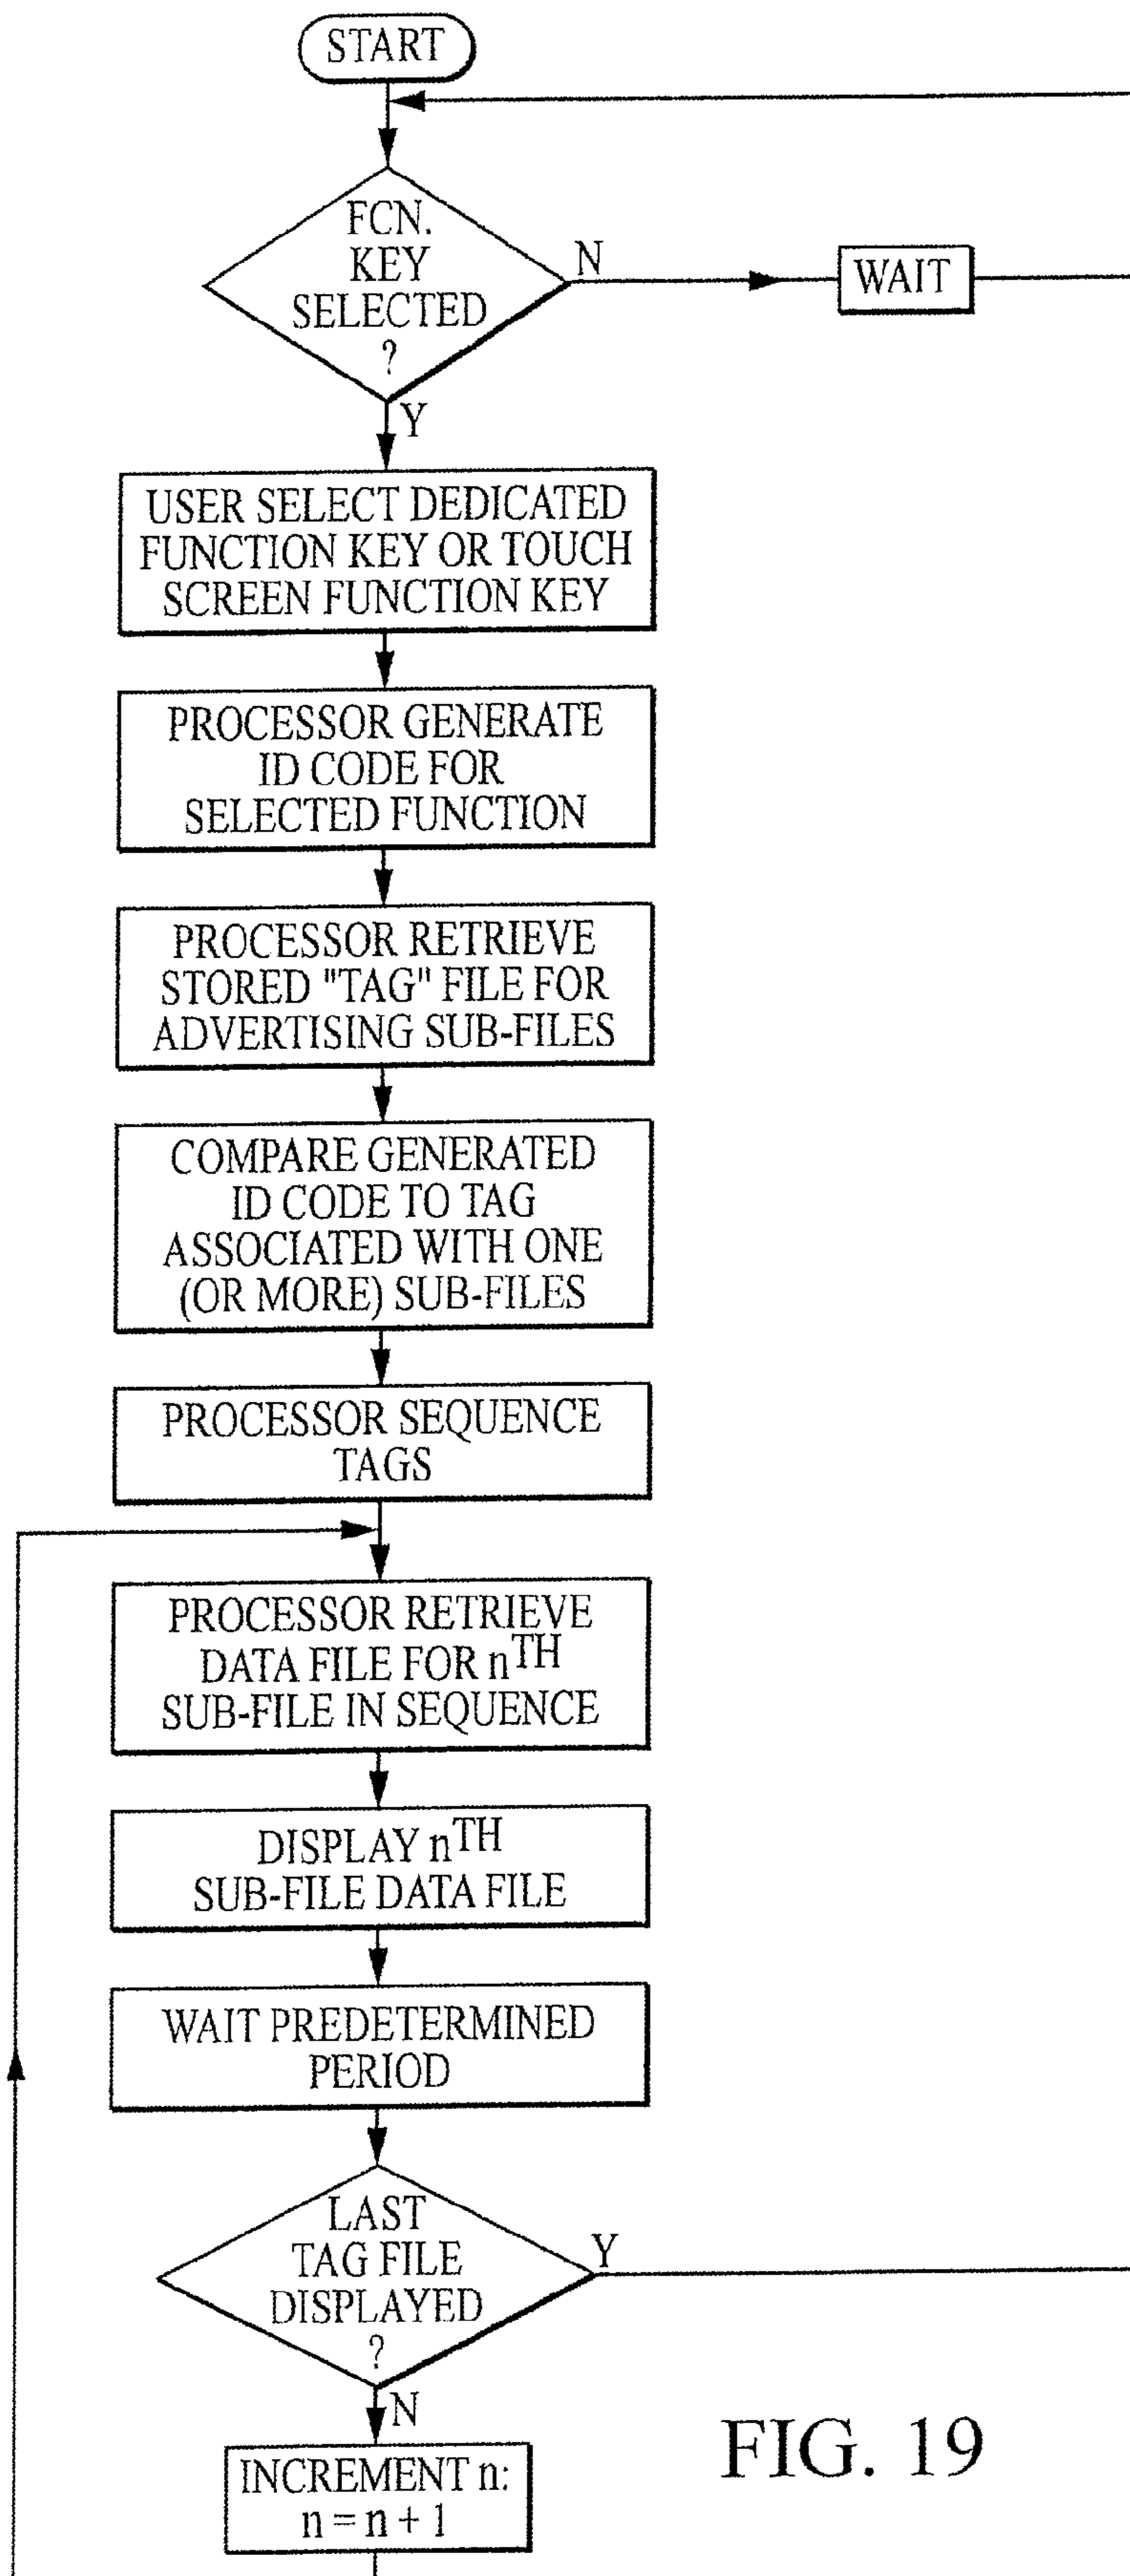 START
FCN.
KEY
SELECTED
?
N
WAIT
Y
USER SELECT DEDICATED
FUNCTION KEY OR TOUCH
SCREEN FUNCTION KEY
PROCESSOR GENERATE
ID CODE FOR
SELECTED FUNCTION
PROCESSOR RETRIEVE
STORED "TAG" FILE FOR
ADVERTISING SUB-FILES
COMPARE GENERATED
ID CODE TO TAG
ASSOCIATED WITH ONE
(OR MORE) SUB-FILES
PROCESSOR SEQUENCE
TAGS
PROCESSOR RETRIEVE
DATA FILE FOR nTH
SUB-FILE IN SEQUENCE
DISPLAY nTH
SUB-FILE DATA FILE
WAIT PREDETERMINED
PERIOD
LAST
TAG FILE
DISPLAYED
?
Y
N
INCREMENT n:
n = n + 1
FIG. 19